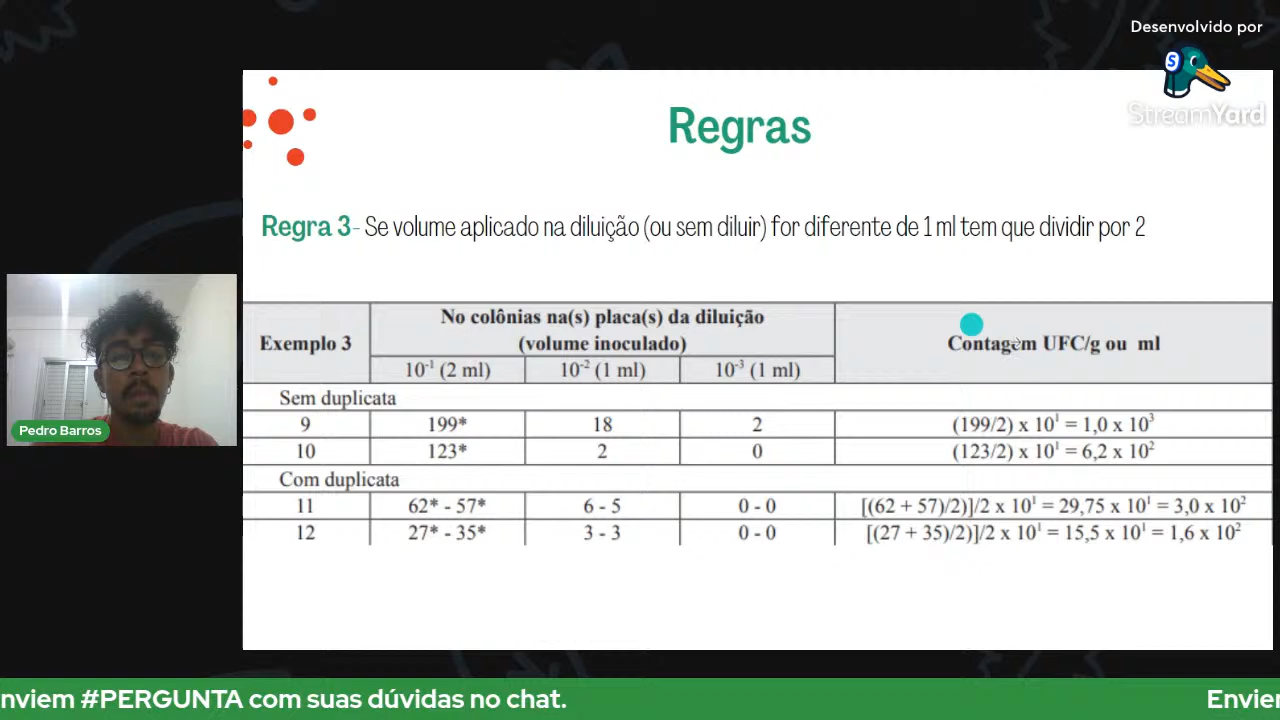 Desenvolvido por
StreamYard
Regras
Regra 3- Se volume aplicado na diluição (ou sem diluir) for diferente de 1 ml tem que dividir por 2
Exemplo 3
No colônias na(s) placa(s) da diluição
(volume inoculado)
Contagem UFC/g ou ml
10⁻¹ (2 ml) 10⁻² (1 ml) 10⁻³ (1 ml)
Sem duplicata
9 199* 18 2 (199/2) x 10¹ = 1,0 x 10³
10 123* 2 0 (123/2) x 10¹ = 6,2 x 10²
Com duplicata
11 62* - 57* 6 - 5 0 - 0 [(62 + 57)/2)]/2 x 10¹ = 29,75 x 10¹ = 3,0 x 10²
12 27* - 35* 3 - 3 0 - 0 [(27 + 35)/2)]/2 x 10¹ = 15,5 x 10¹ = 1,6 x 10²
Pedro Barros
nviem #PERGUNTA com suas dúvidas no chat. Envier